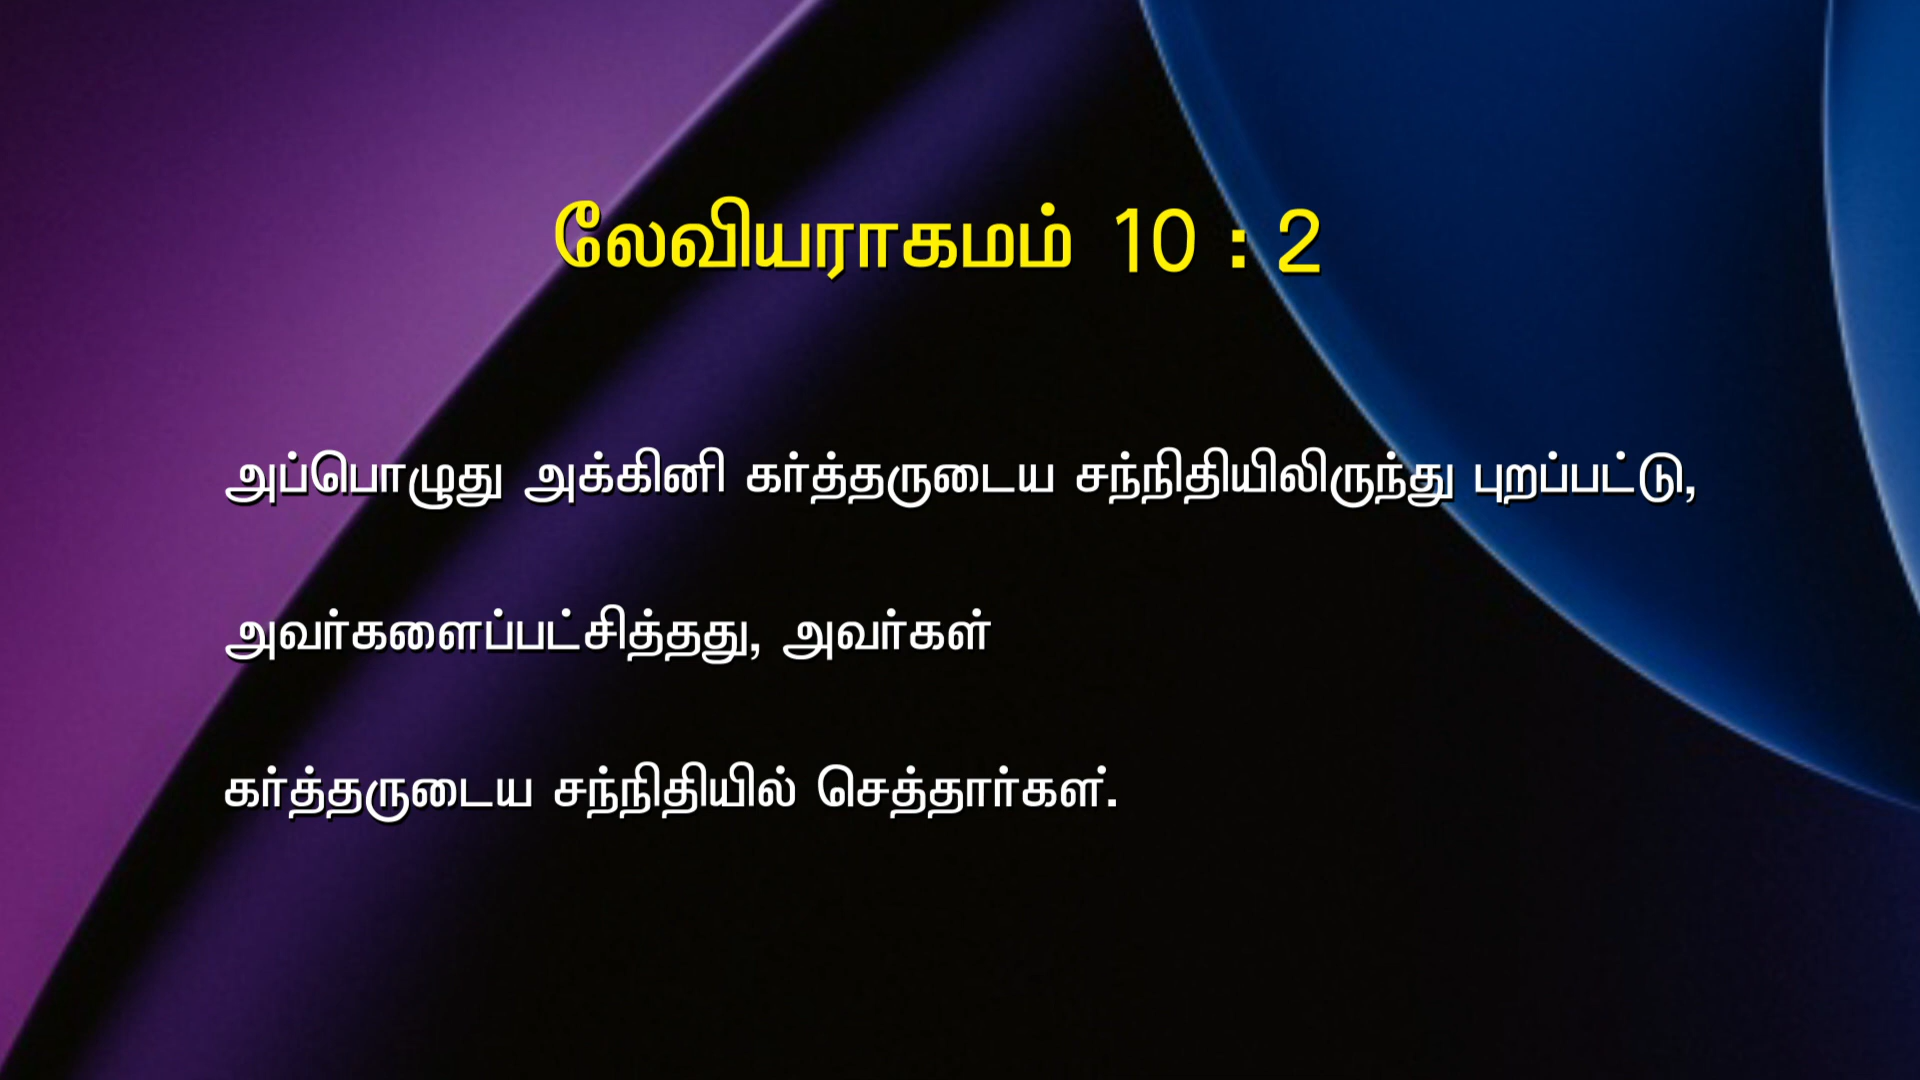 லேவியராகமம் 10 : 2
அப்பொழுது அக்கினி கர்த்தருடைய சந்நிதியிலிருந்து புறப்பட்டு,
அவர்களைப்பட்சித்தது, அவர்கள்
கர்த்தருடைய சந்நிதியில் செத்தார்கள்.